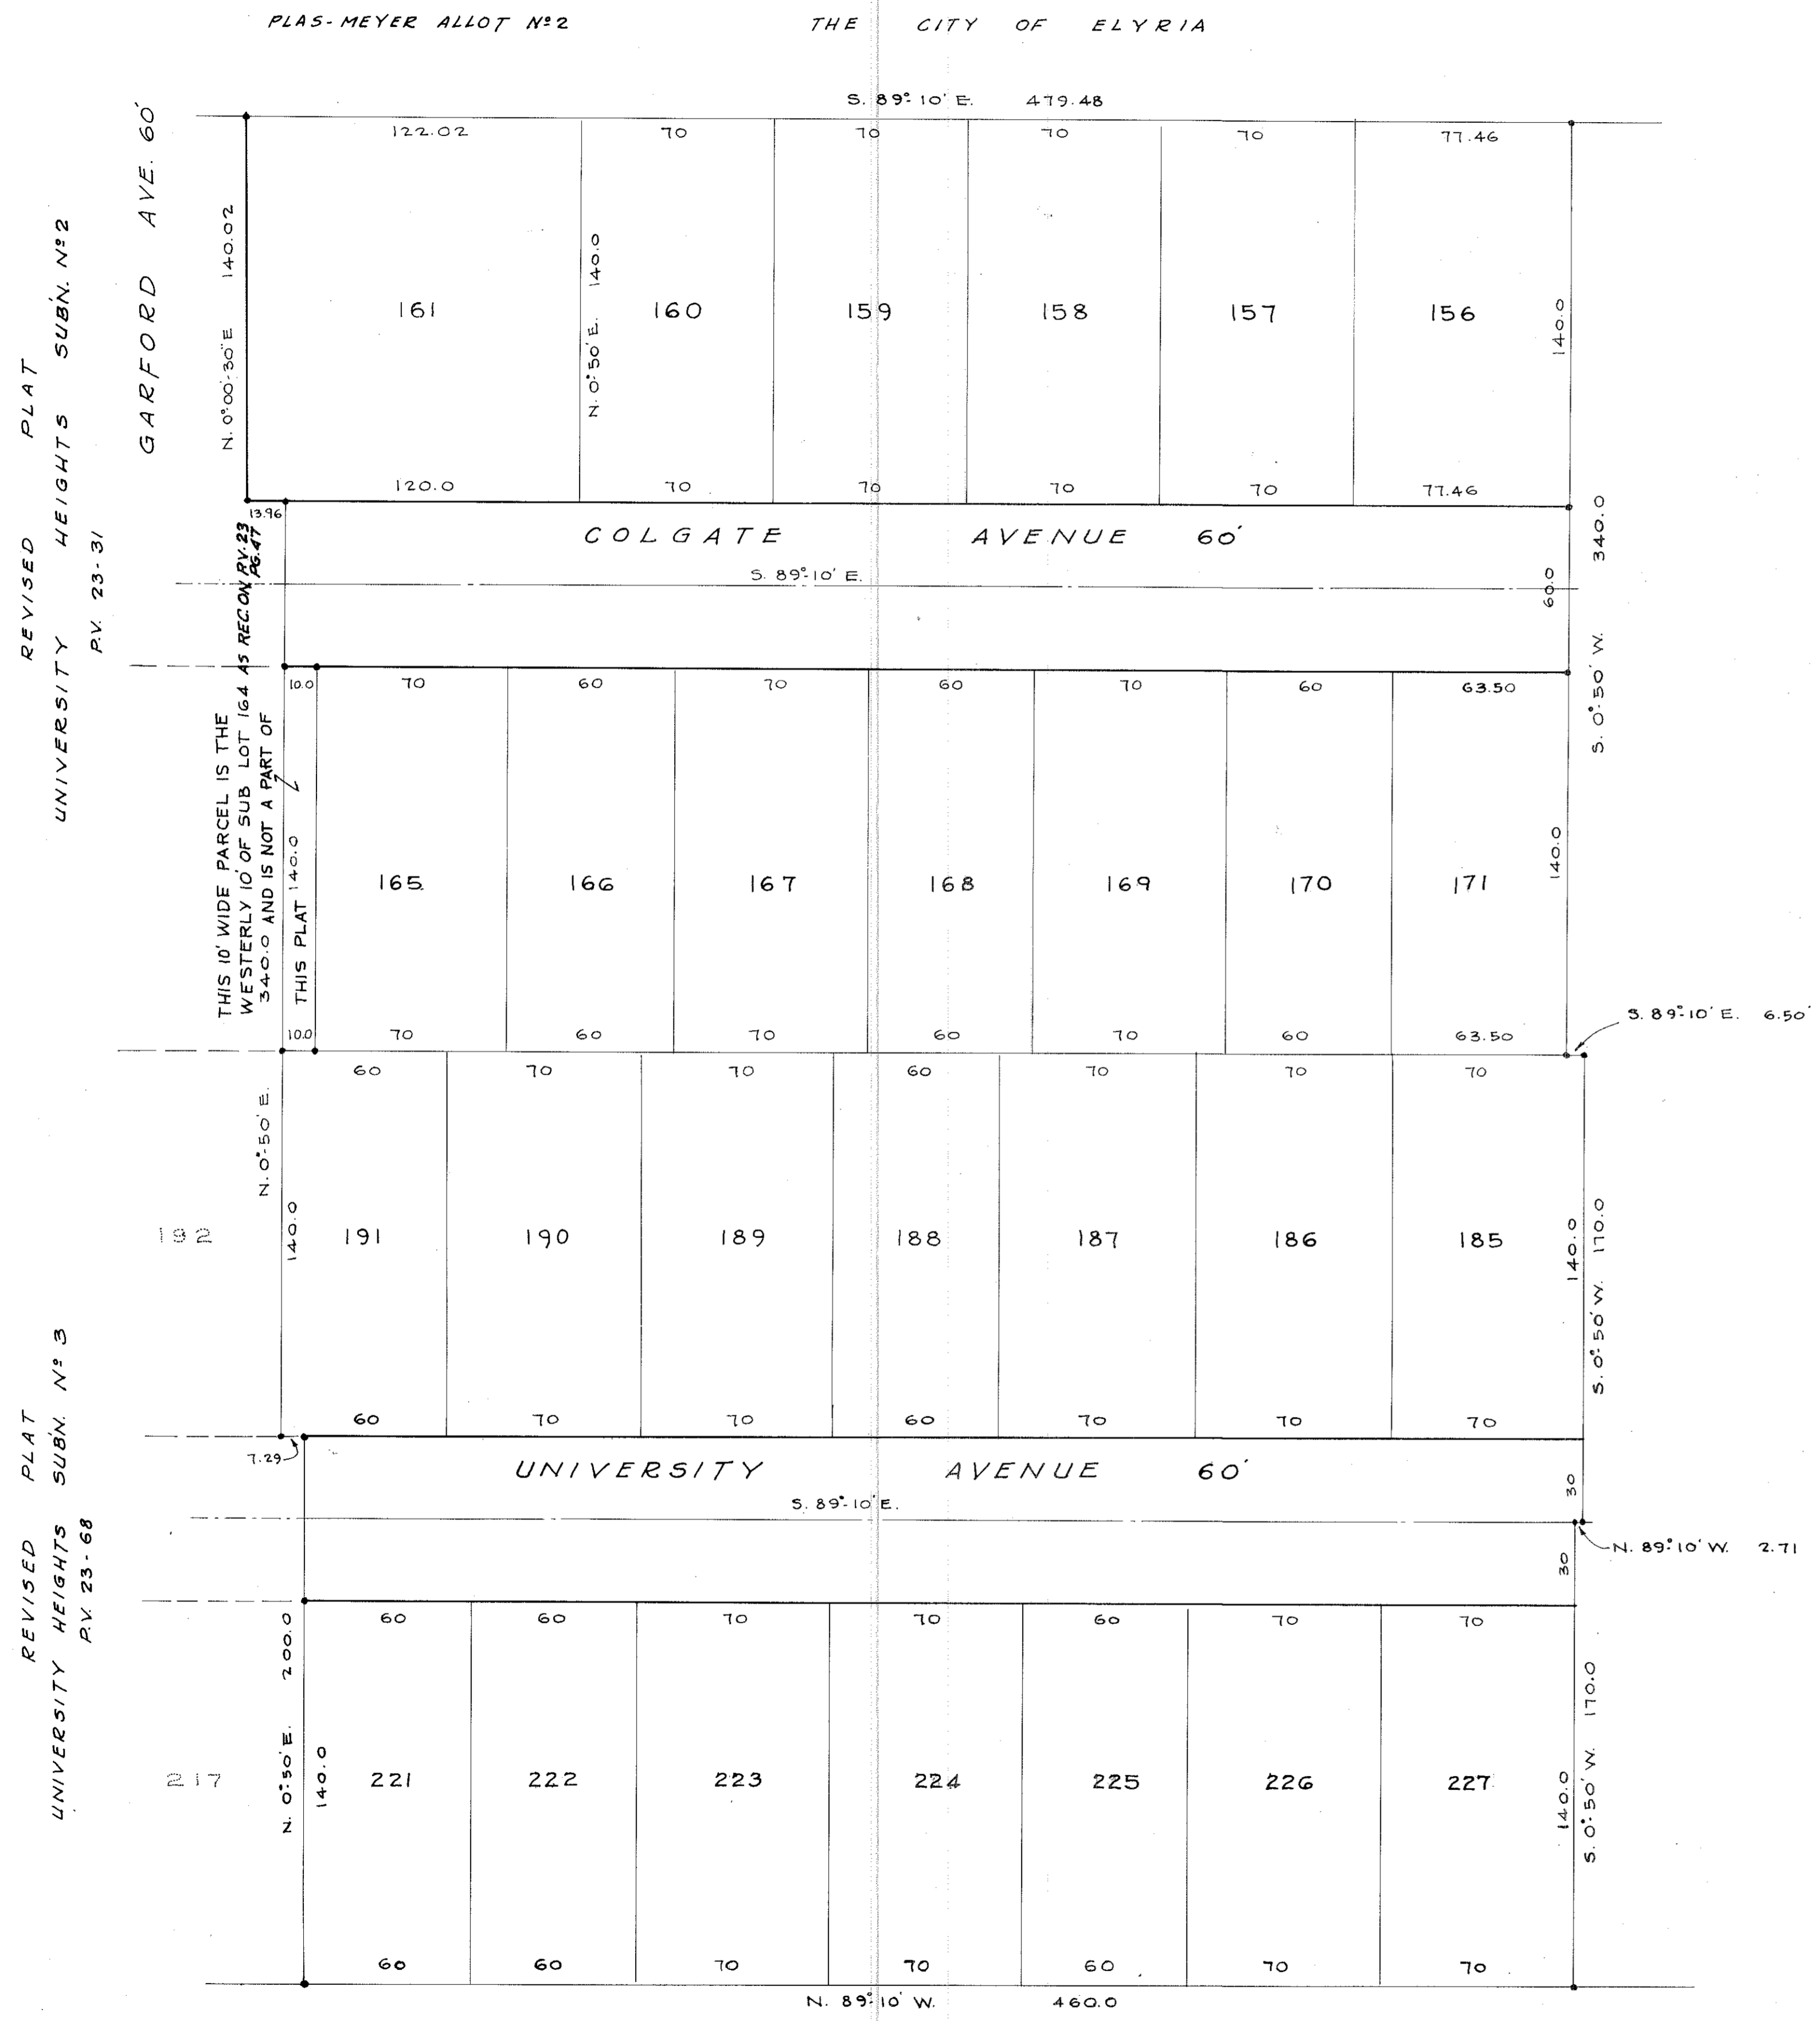 PLAS-MEYER ALLOT Nº2 THE CITY OF ELYRIA
S. 89°-10' E. 479.48
GARFORD AVE. 60'
REVISED PLAT
UNIVERSITY HEIGHTS SUB'N. Nº2
P.V. 23-31
122.02 70 70 70 70 77.46
N. 0°-00'-30"E 140.02
N. 0°-50' E. 140.0
161 160 159 158 157 156
140.0
120.0 70 70 70 70 77.46
13.96
COLGATE AVENUE 60'
S. 89°-10' E.
60.0
S. 0°-50' W. 340.0
THIS 10' WIDE PARCEL IS THE
WESTERLY 10' OF SUB LOT 164 AS REC. ON P.V. 23
PG. 47
340.0 AND IS NOT A PART OF
THIS PLAT 140.0
10.0 70 60 70 60 70 60 63.50
165 166 167 168 169 170 171
140.0
10.0 70 60 70 60 70 60 63.50
S. 89°-10' E. 6.50'
60 70 70 60 70 70 70
N. 0°-50' E.
140.0
192 191 190 189 188 187 186 185
140.0
S. 0°-50' W. 170.0
60 70 70 60 70 70 70
7.29
UNIVERSITY AVENUE 60'
S. 89°-10' E.
30
N. 89°-10' W. 2.71
30
REVISED PLAT
UNIVERSITY HEIGHTS SUB'N. Nº 3
P.V. 23-68
60 60 70 70 60 70 70
N. 0°-50' E. 200.0
140.0
217 221 222 223 224 225 226 227
140.0
S. 0°-50' W. 170.0
60 60 70 70 60 70 70
N. 89°-10' W. 460.0